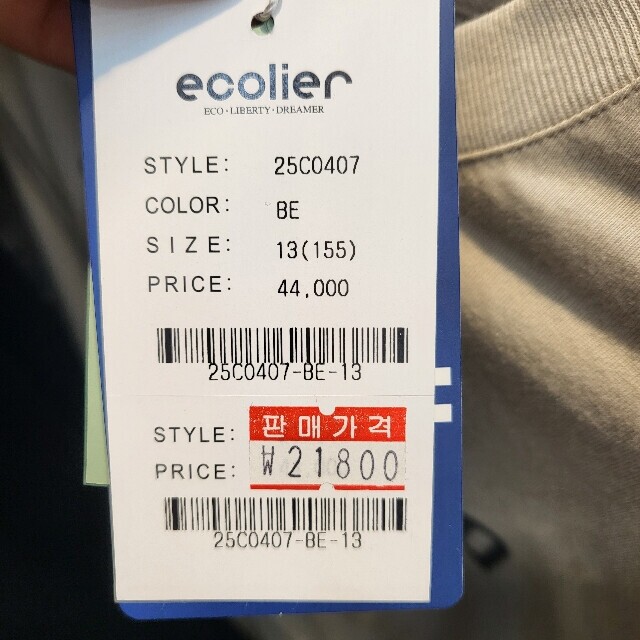 ecolier
ECO·LIBERTY·DREAMER
STYLE: 25C0407
COLOR: BE
SIZE: 13(155)
PRICE: 44,000
25C0407-BE-13
판매가격
STYLE:
PRICE: ₩21800
25C0407-BE-13